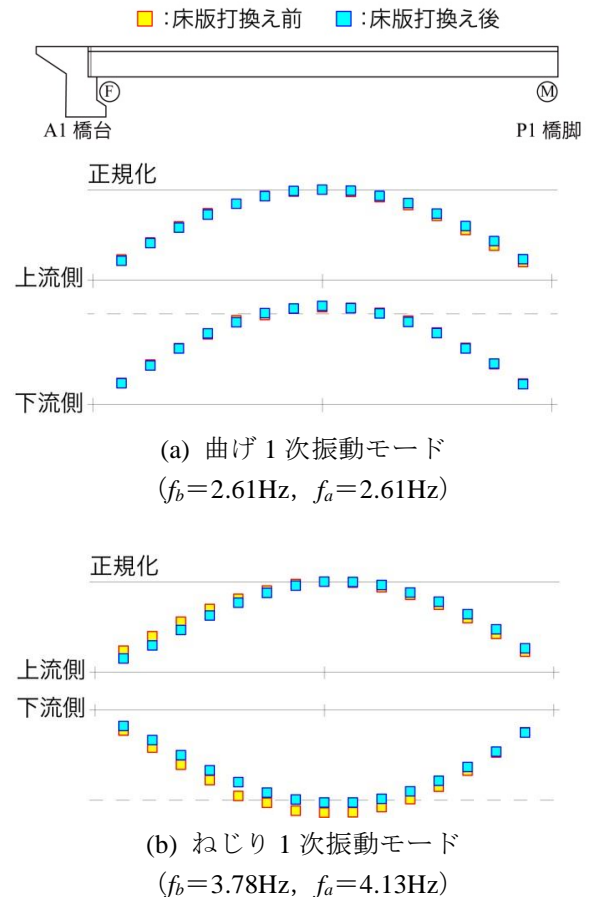 :床版打換え前 :床版打換え後
Ⓕ Ⓜ
A1 橋台 P1 橋脚
正規化
上流側
下流側
(a) 曲げ 1 次振動モード
(fb＝2.61Hz, fa＝2.61Hz)
正規化
上流側
下流側
(b) ねじり 1 次振動モード
(fb＝3.78Hz, fa＝4.13Hz)